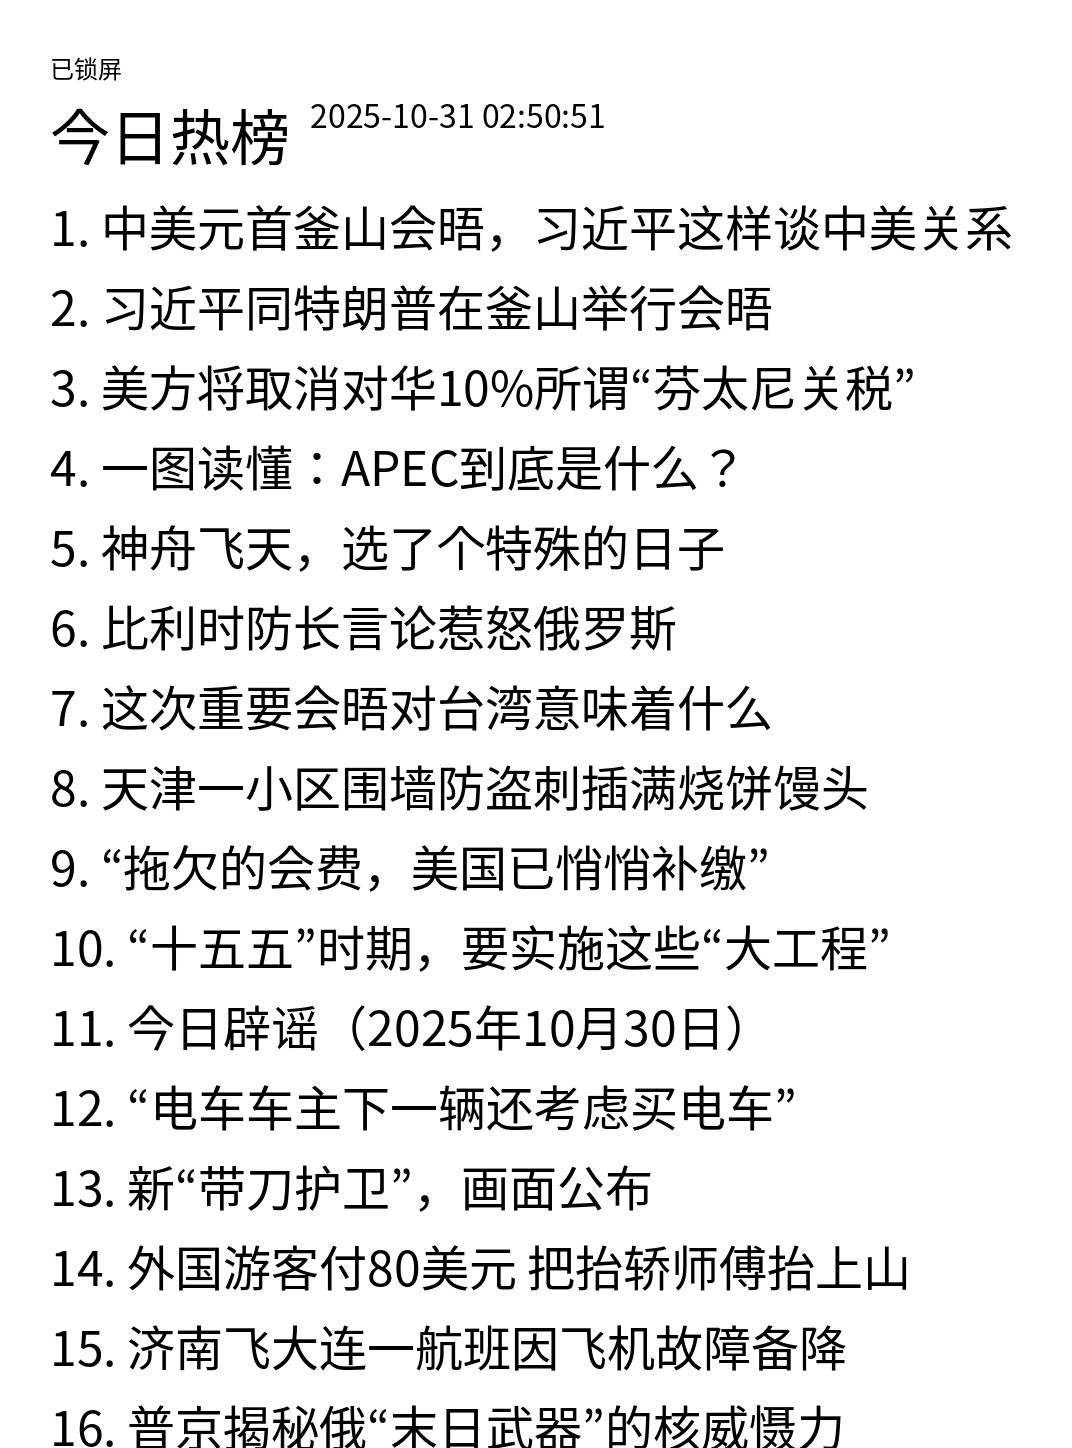 已锁屏
今日热榜 2025-10-31 02:50:51
1. 中美元首釜山会晤，习近平这样谈中美关系
2. 习近平同特朗普在釜山举行会晤
3. 美方将取消对华10%所谓“芬太尼关税”
4. 一图读懂：APEC到底是什么？
5. 神舟飞天，选了个特殊的日子
6. 比利时防长言论惹怒俄罗斯
7. 这次重要会晤对台湾意味着什么
8. 天津一小区围墙防盗刺插满烧饼馒头
9. “拖欠的会费，美国已悄悄补缴”
10. “十五五”时期，要实施这些“大工程”
11. 今日辟谣（2025年10月30日）
12. “电车车主下一辆还考虑买电车”
13. 新“带刀护卫”，画面公布
14. 外国游客付80美元 把抬轿师傅抬上山
15. 济南飞大连一航班因飞机故障备降
16. 普京揭秘俄“末日武器”的核威慑力